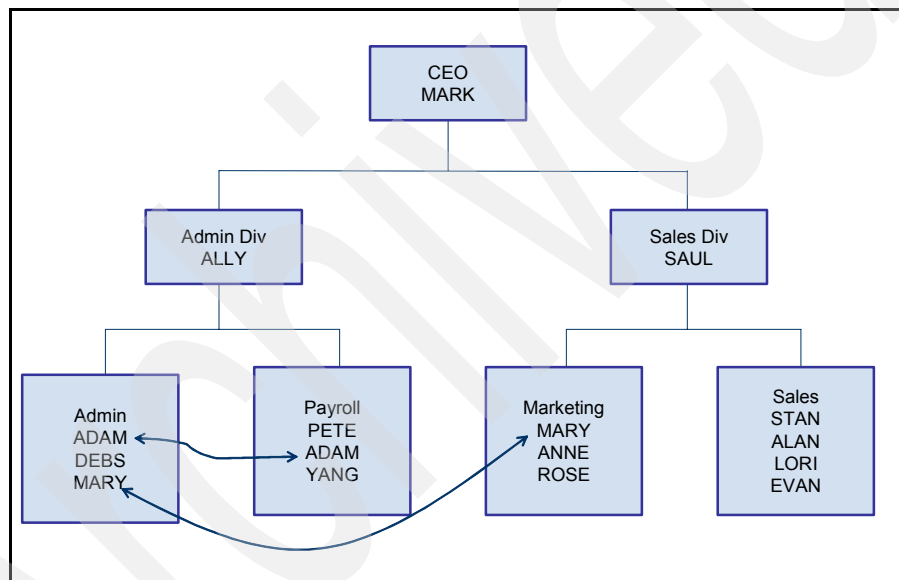 CEO
MARK
Admin Div
ALLY
Sales Div
SAUL
Admin
ADAM
DEBS
MARY
Payroll
PETE
ADAM
YANG
Marketing
MARY
ANNE
ROSE
Sales
STAN
ALAN
LORI
EVAN